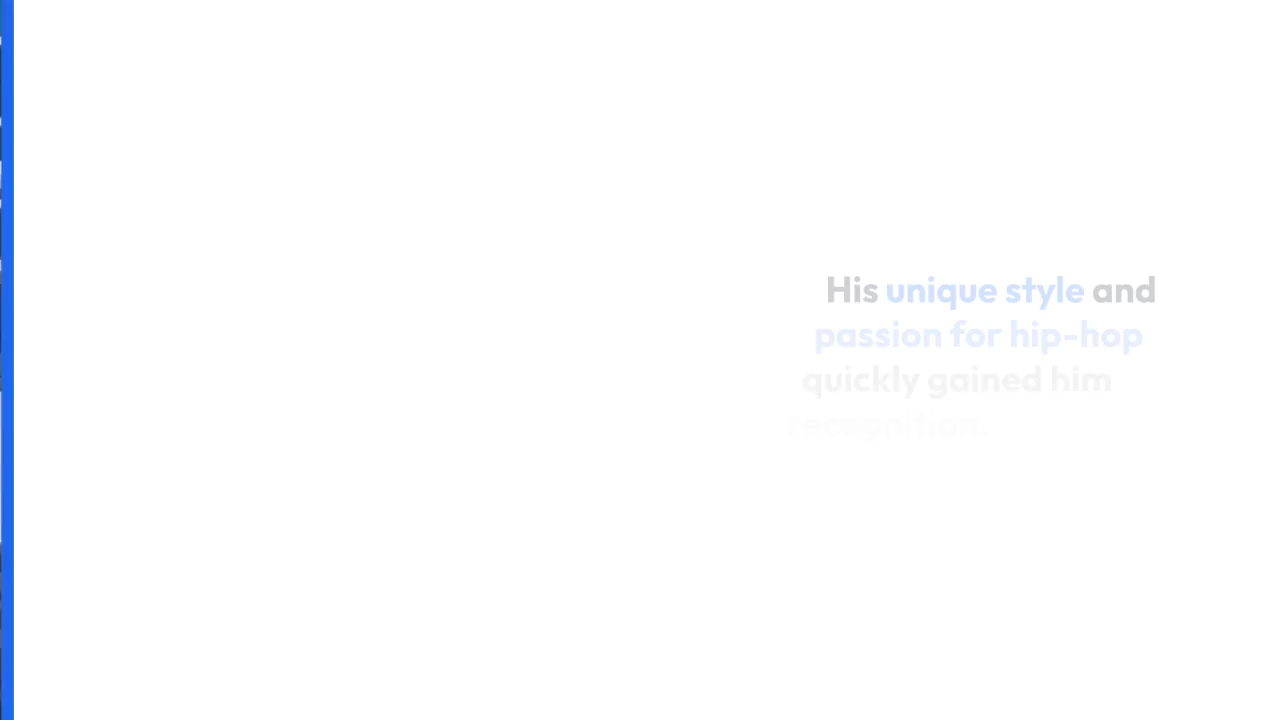 His unique style and
passion for hip-hop
quickly gained him
recognition.